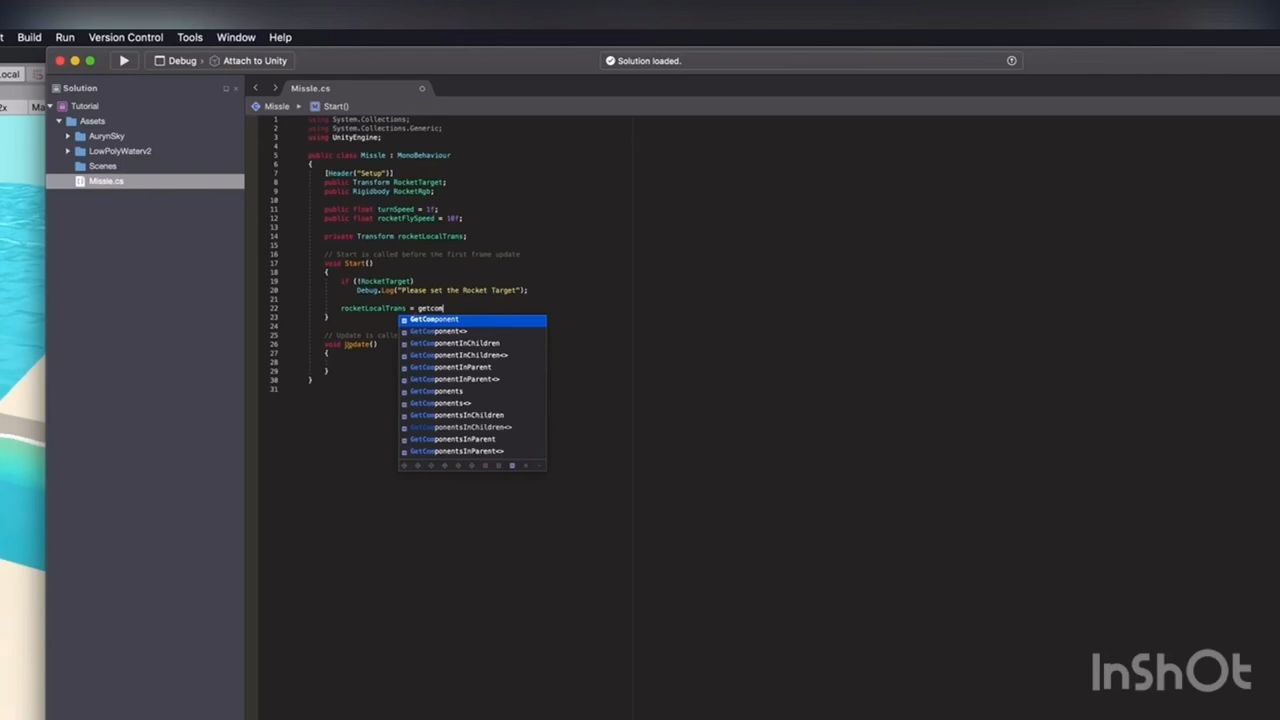 t Build Run Version Control Tools Window Help
Debug › Attach to Unity
Solution loaded.
ocal
2x Ma
Solution
Tutorial
Assets
AurynSky
LowPolyWaterv2
Scenes
Missle.cs
Missle.cs
Missle ▸ Start()
1 using System.Collections;
2 using System.Collections.Generic;
3 using UnityEngine;
4
5 public class Missle : MonoBehaviour
6 {
7 [Header("Setup")]
8 public Transform RocketTarget;
9 public Rigidbody RocketRgb;
10
11 public float turnSpeed = 1f;
12 public float rocketFlySpeed = 10f;
13
14 private Transform rocketLocalTrans;
15
16 // Start is called before the first frame update
17 void Start()
18 {
19 if (!RocketTarget)
20 Debug.Log("Please set the Rocket Target");
21
22 rocketLocalTrans = getcom
23 }
24
25 // Update is calle
26 void Update()
27 {
28
29 }
30 }
31
GetComponent
GetComponent<>
GetComponentInChildren
GetComponentInChildren<>
GetComponentInParent
GetComponentInParent<>
GetComponents
GetComponents<>
GetComponentsInChildren
GetComponentsInChildren<>
GetComponentsInParent
GetComponentsInParent<>
InShOt